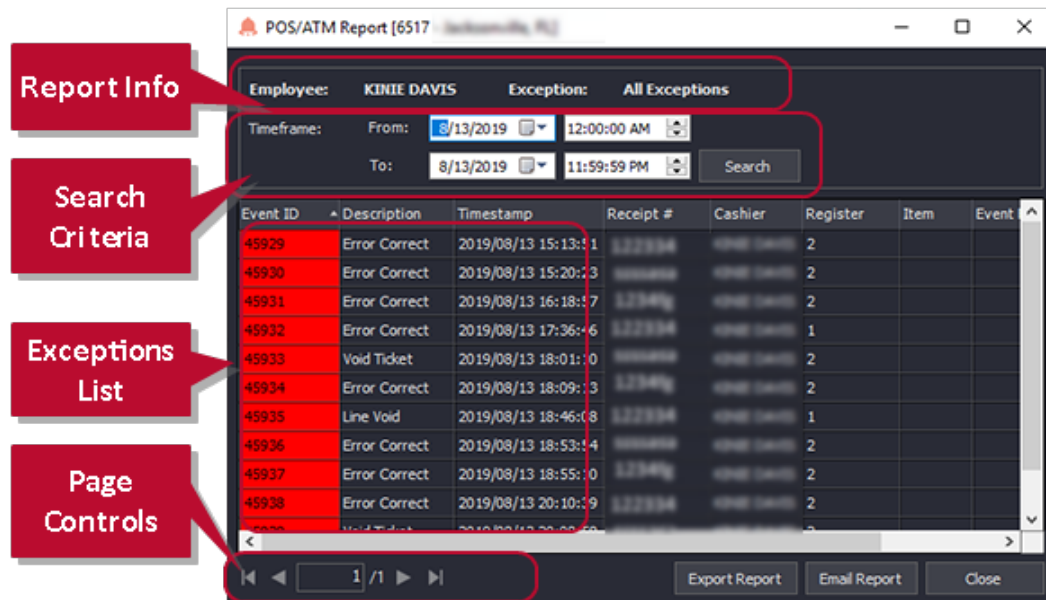 POS/ATM Report [6517
Report Info
Employee: KINIE DAVIS Exception: All Exceptions
Timeframe: From: 8/13/2019 12:00:00 AM
To: 8/13/2019 11:59:59 PM Search
Search
Criteria
Event ID Description Timestamp Receipt # Cashier Register Item Event
45929 Error Correct 2019/08/13 15:13:51 2
45930 Error Correct 2019/08/13 15:20:23 2
45931 Error Correct 2019/08/13 16:18:57 2
45932 Error Correct 2019/08/13 17:36:46 1
45933 Void Ticket 2019/08/13 18:01:10 2
Exceptions
List
45934 Error Correct 2019/08/13 18:09:13 2
45935 Line Void 2019/08/13 18:46:08 1
45936 Error Correct 2019/08/13 18:53:54 2
45937 Error Correct 2019/08/13 18:55:10 2
45938 Error Correct 2019/08/13 20:10:39 2
Page
Controls
1 /1 Export Report Email Report Close